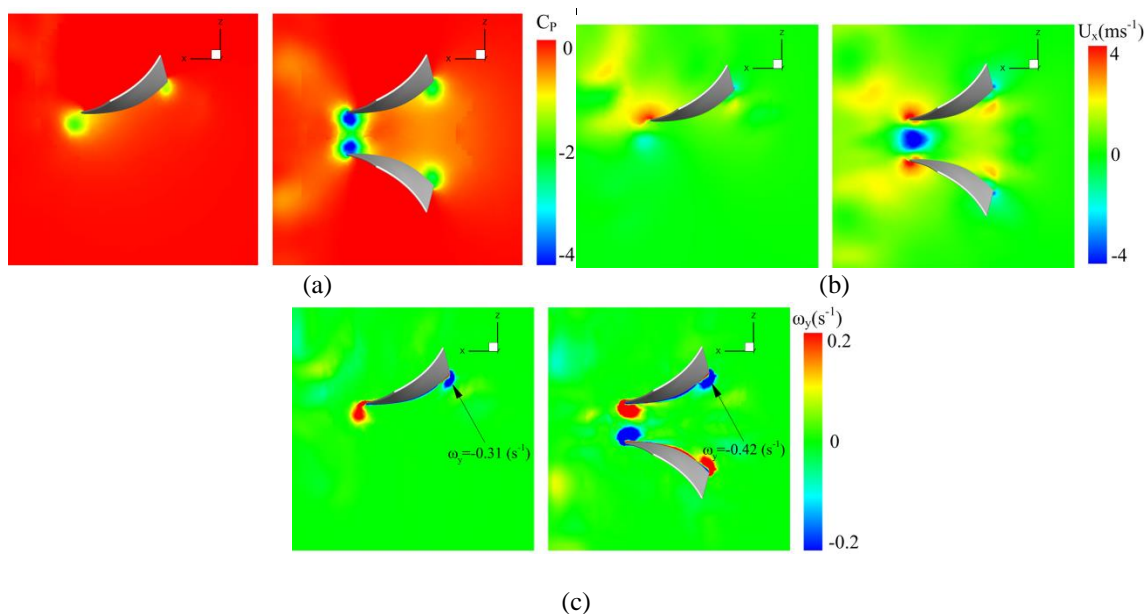 z
x
z
x
C_P
0
-2
-4
(a)
z
x
z
x
U_x(ms^-1)
4
0
-4
(b)
z
x
ω_y=-0.31 (s^-1)
z
x
ω_y=-0.42 (s^-1)
ω_y(s^-1)
0.2
0
-0.2
(c)